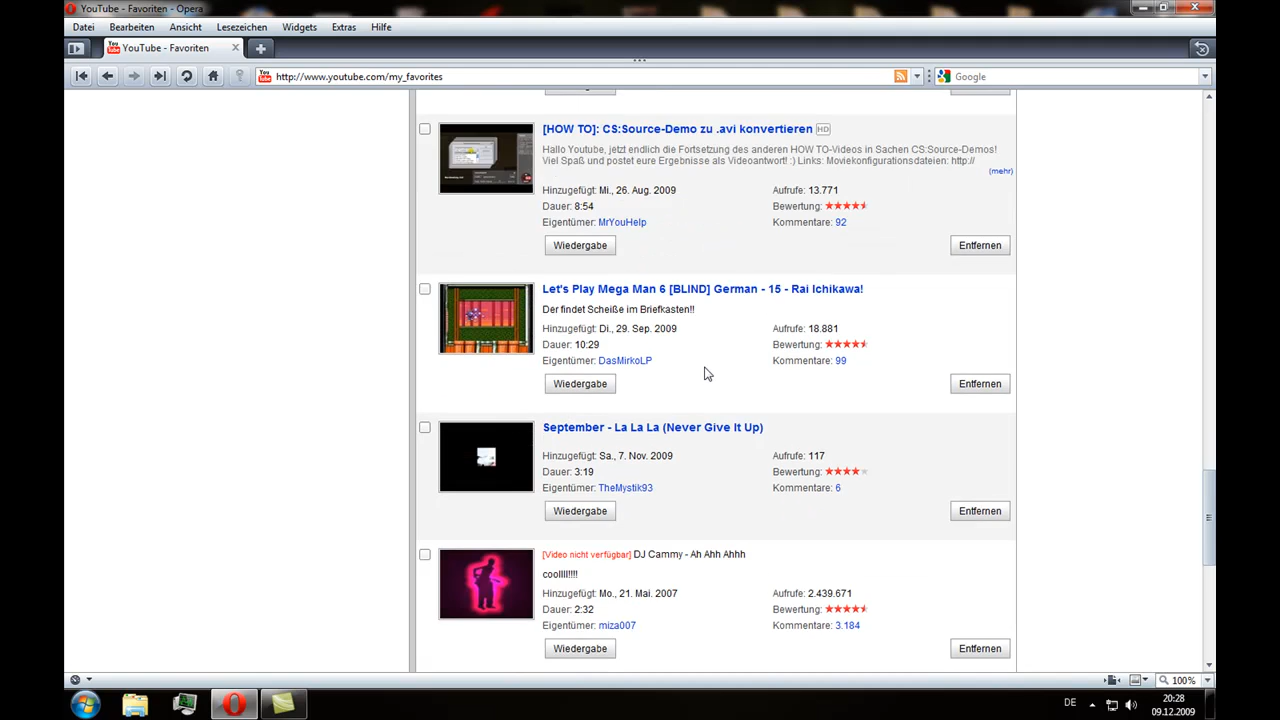 YouTube - Favoriten - Opera
Datei Bearbeiten Ansicht Lesezeichen Widgets Extras Hilfe
YouTube - Favoriten
http://www.youtube.com/my_favorites
Google
[HOW TO]: CS:Source-Demo zu .avi konvertieren HD
Hallo Youtube, jetzt endlich die Fortsetzung des anderen HOW TO-Videos in Sachen CS:Source-Demos!
Viel Spaß und postet eure Ergebnisse als Videoantwort! :) Links: Moviekonfigurationsdateien: http://
(mehr)
Hinzugefügt: Mi., 26. Aug. 2009 Aufrufe: 13.771
Dauer: 8:54 Bewertung:
Eigentümer: MrYouHelp Kommentare: 92
Wiedergabe Entfernen
Let's Play Mega Man 6 [BLIND] German - 15 - Rai Ichikawa!
Der findet Scheiße im Briefkasten!!
Hinzugefügt: Di., 29. Sep. 2009 Aufrufe: 18.881
Dauer: 10:29 Bewertung:
Eigentümer: DasMirkoLP Kommentare: 99
Wiedergabe Entfernen
September - La La La (Never Give It Up)
Hinzugefügt: Sa., 7. Nov. 2009 Aufrufe: 117
Dauer: 3:19 Bewertung:
Eigentümer: TheMystik93 Kommentare: 6
Wiedergabe Entfernen
[Video nicht verfügbar] DJ Cammy - Ah Ahh Ahhh
coollll!!!!
Hinzugefügt: Mo., 21. Mai. 2007 Aufrufe: 2.439.671
Dauer: 2:32 Bewertung:
Eigentümer: miza007 Kommentare: 3.184
Wiedergabe Entfernen
100%
DE
20:28
09.12.2009